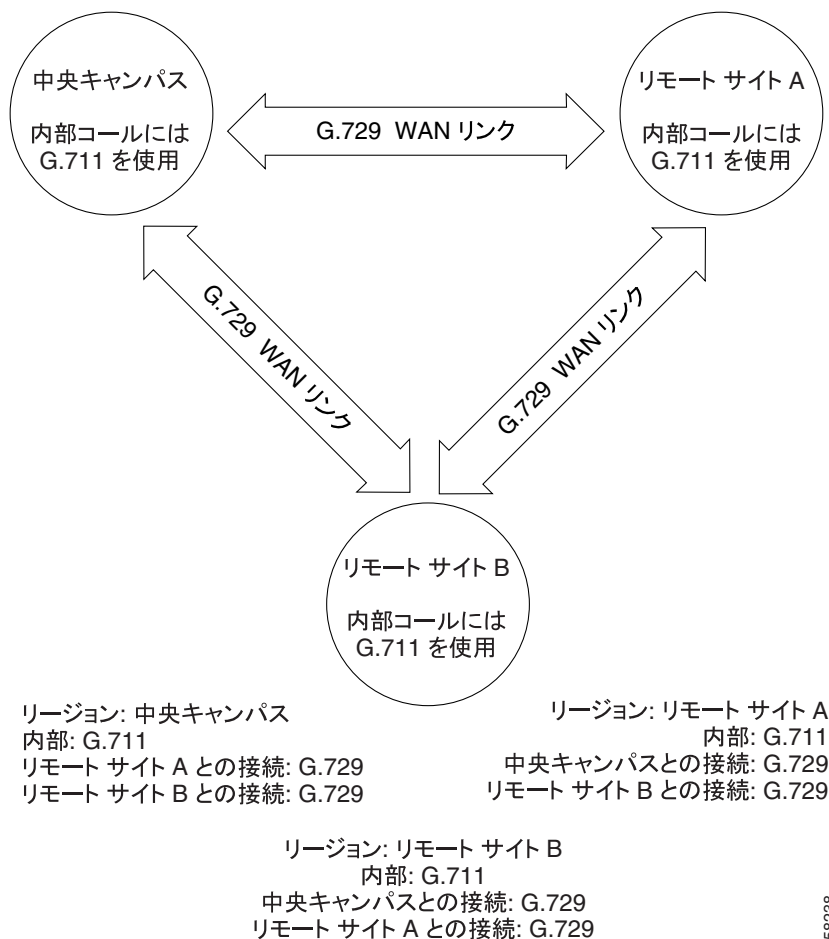 中央キャンパス
内部コールには
G.711 を使用
G.729 WAN リンク
リモート サイト A
内部コールには
G.711 を使用
G.729 WAN リンク
G.729 WAN リンク
リモート サイト B
内部コールには
G.711 を使用
リージョン: 中央キャンパス
内部: G.711
リモート サイト A との接続: G.729
リモート サイト B との接続: G.729
リージョン: リモート サイト A
内部: G.711
中央キャンパスとの接続: G.729
リモート サイト B との接続: G.729
リージョン: リモート サイト B
内部: G.711
中央キャンパスとの接続: G.729
リモート サイト A との接続: G.729